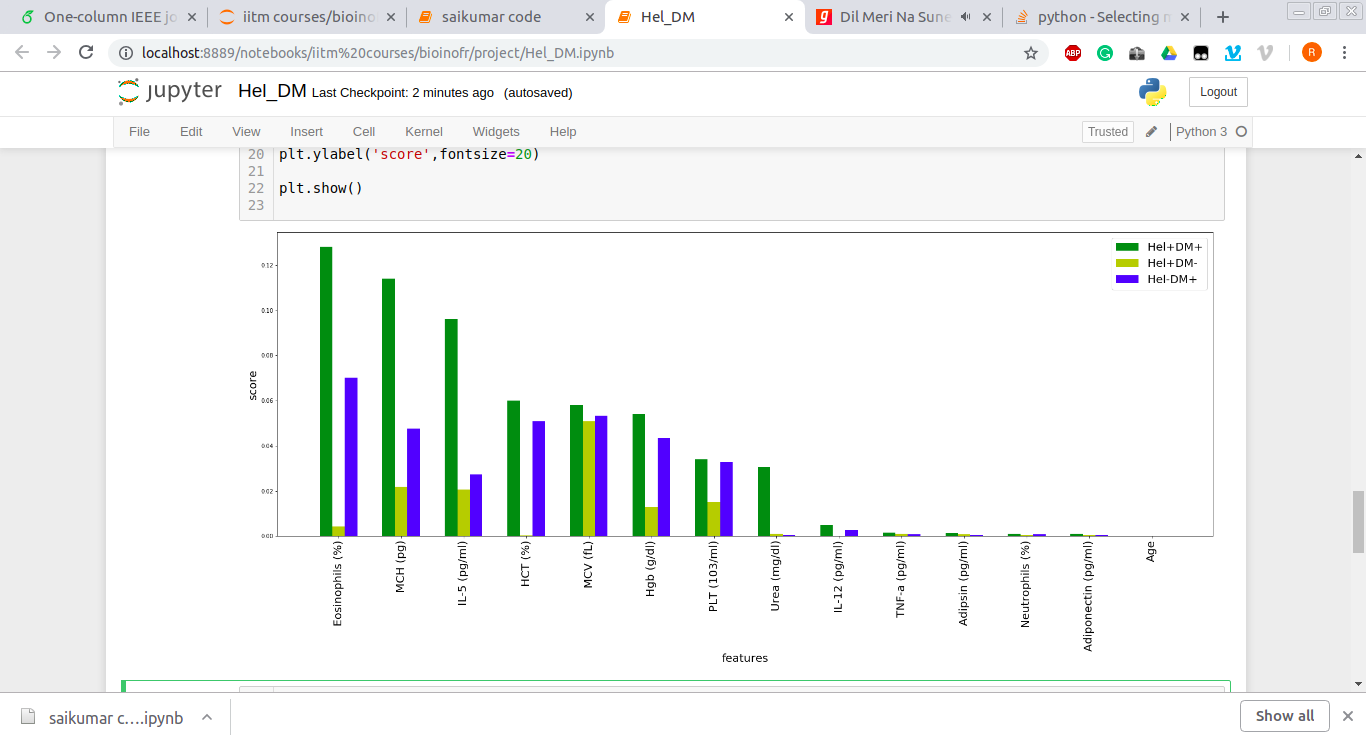 One-column IEEE jo
iitm courses/bioino
saikumar code
Hel_DM
Dil Meri Na Sune
python - Selecting m
localhost:8889/notebooks/iitm%20courses/bioinofr/project/Hel_DM.ipynb
ABP
R
jupyter Hel_DM Last Checkpoint: 2 minutes ago (autosaved)
Logout
File Edit View Insert Cell Kernel Widgets Help
Trusted
Python 3
20 plt.ylabel('score',fontsize=20)
21
22 plt.show()
23
Hel+DM+
Hel+DM-
Hel-DM+
0.12
0.10
0.08
0.06
0.04
0.02
0.00
score
Eosinophils (%)
MCH (pg)
IL-5 (pg/ml)
HCT (%)
MCV (fL)
Hgb (g/dl)
PLT (103/ml)
Urea (mg/dl)
IL-12 (pg/ml)
TNF-a (pg/ml)
Adipsin (pg/ml)
Neutrophils (%)
Adiponectin (pg/ml)
Age
features
saikumar c....ipynb
Show all